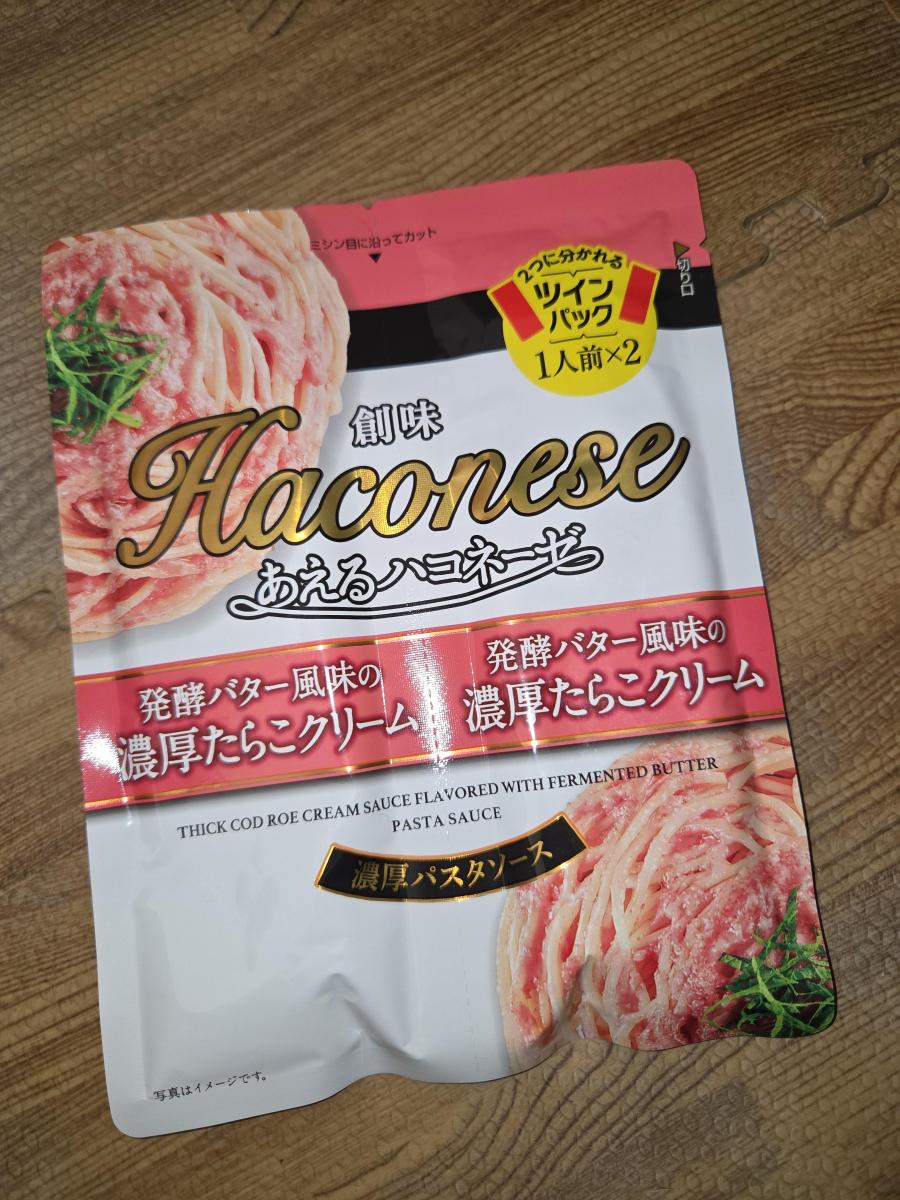 ミシン目に沿ってカット
切り口
2つに分かれる
ツイン
パック
1人前×2
創味
Haconese
あえるハコネーゼ
発酵バター風味の
濃厚たらこクリーム
発酵バター風味の
濃厚たらこクリーム
THICK COD ROE CREAM SAUCE FLAVORED WITH FERMENTED BUTTER
PASTA SAUCE
濃厚パスタソース
写真はイメージです。